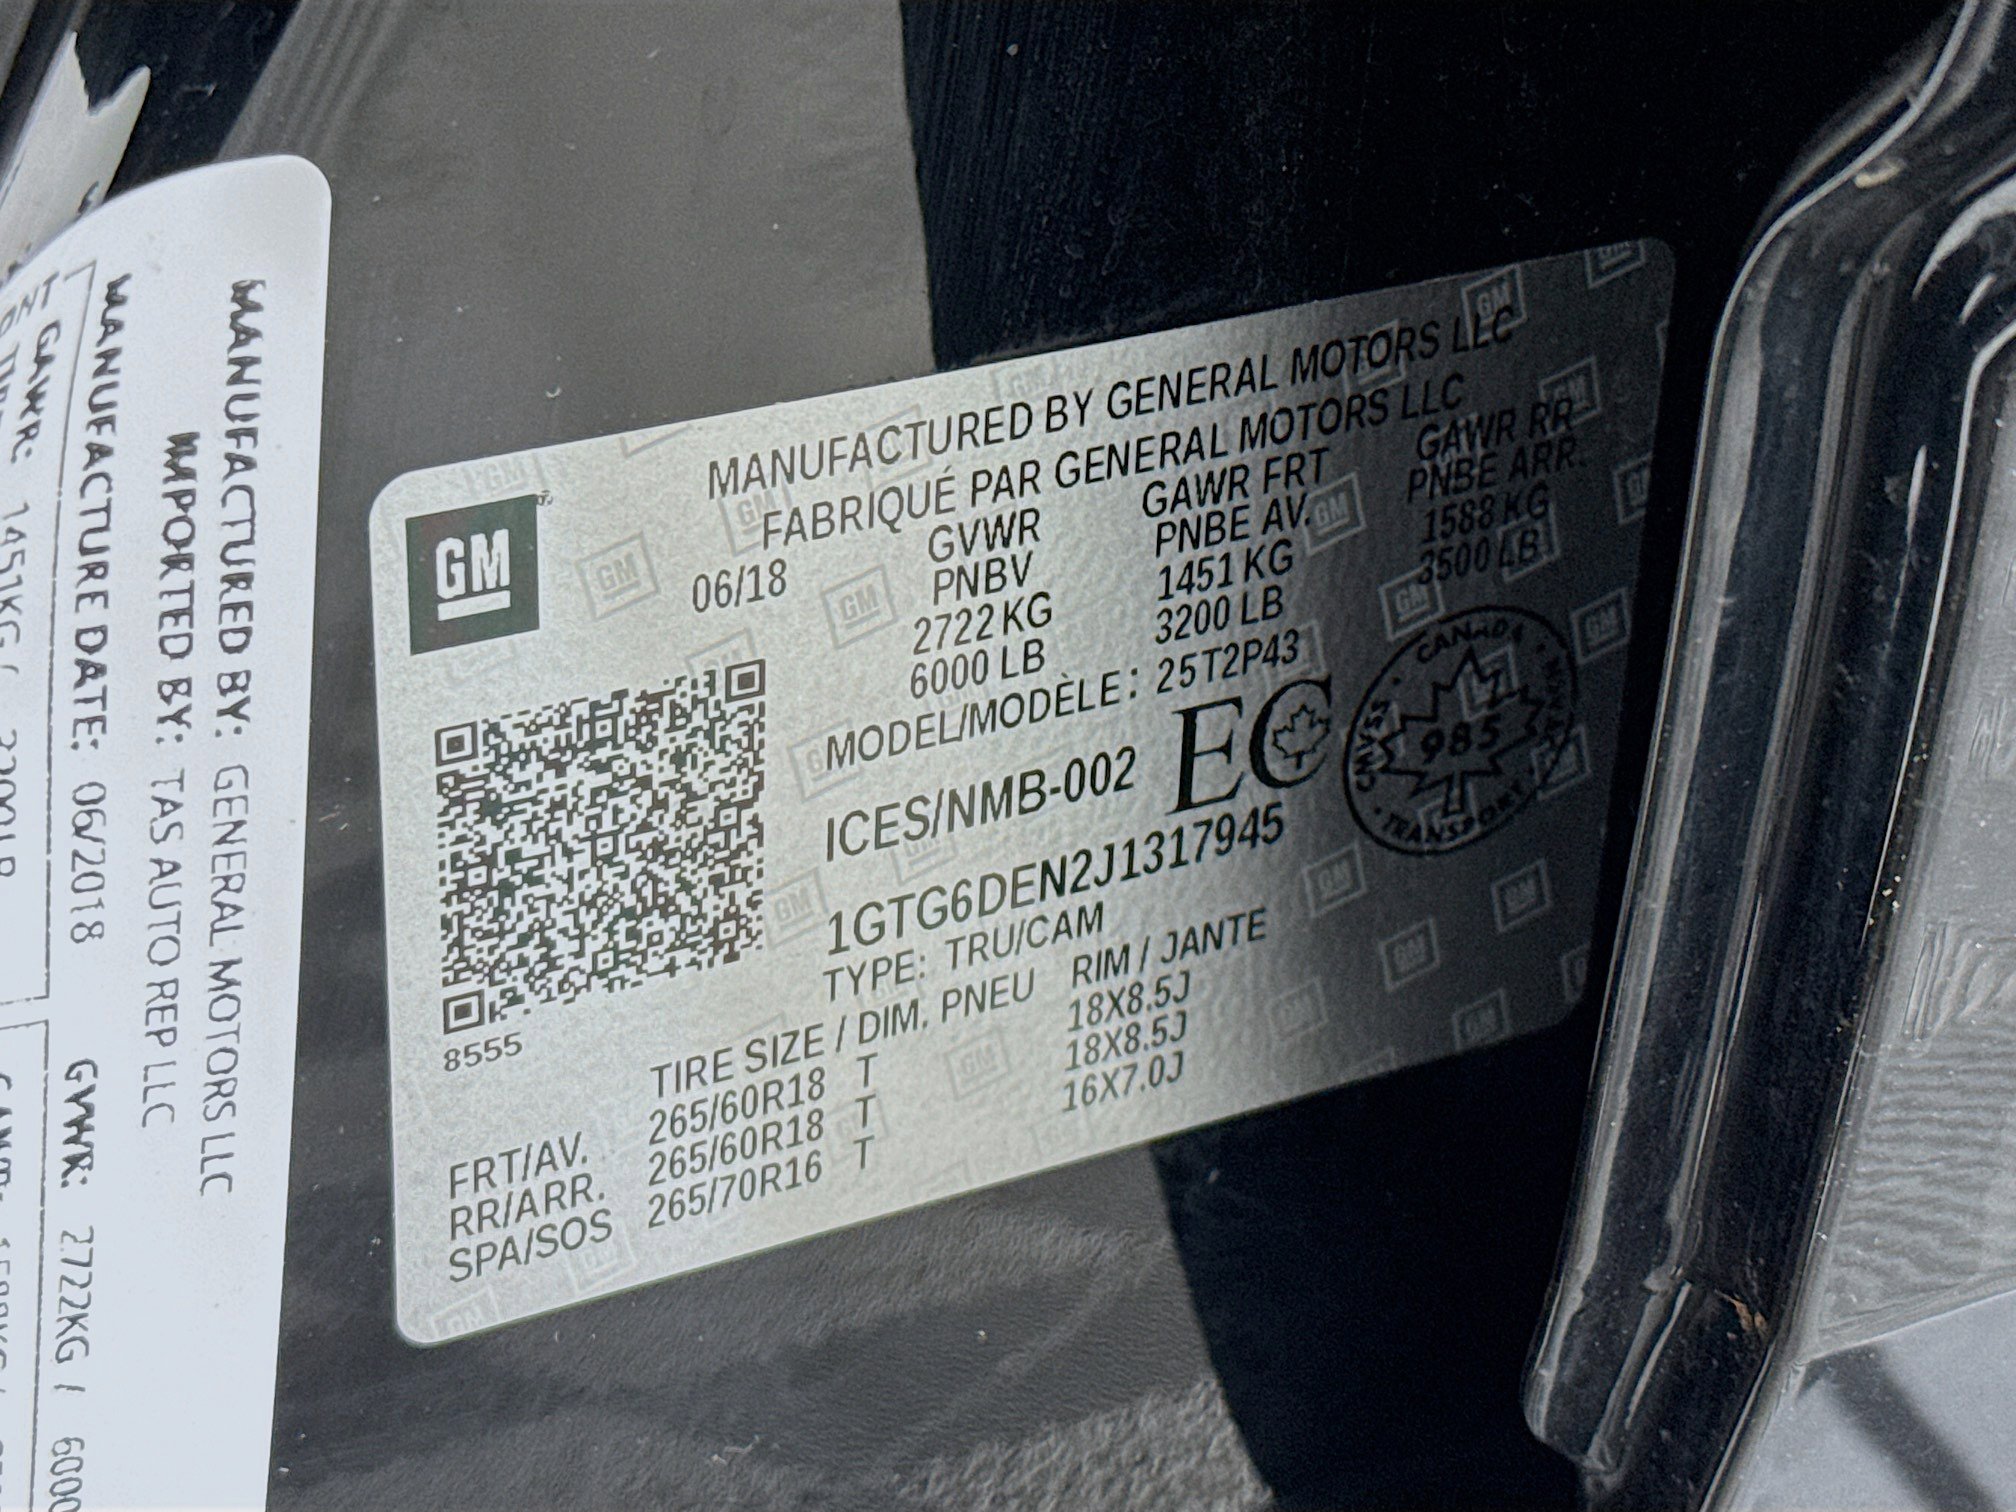 MANUFACTURED BY: GENERAL MOTORS LLC
IMPORTED BY: TAS AUTO REP LLC
MANUFACTURE DATE: 06/2018 GVWR: 2722KG / 6000
GAWR: 1451KG
GM
MANUFACTURED BY GENERAL MOTORS LLC
FABRIQUÉ PAR GENERAL MOTORS LLC
06/18 GVWR GAWR FRT GAWR RR
PNBV PNBE AV. PNBE ARR.
2722 KG 1451 KG 1588 KG
6000 LB 3200 LB 3500 LB
MODEL/MODÈLE: 25T2P43
ICES/NMB-002 EC
CANADA
985
TRANSPORT
1GTG6DEN2J1317945
TYPE: TRU/CAM
8555
TIRE SIZE / DIM. PNEU RIM / JANTE
FRT/AV. 265/60R18 T 18X8.5J
RR/ARR. 265/60R18 T 18X8.5J
SPA/SOS 265/70R16 T 16X7.0J